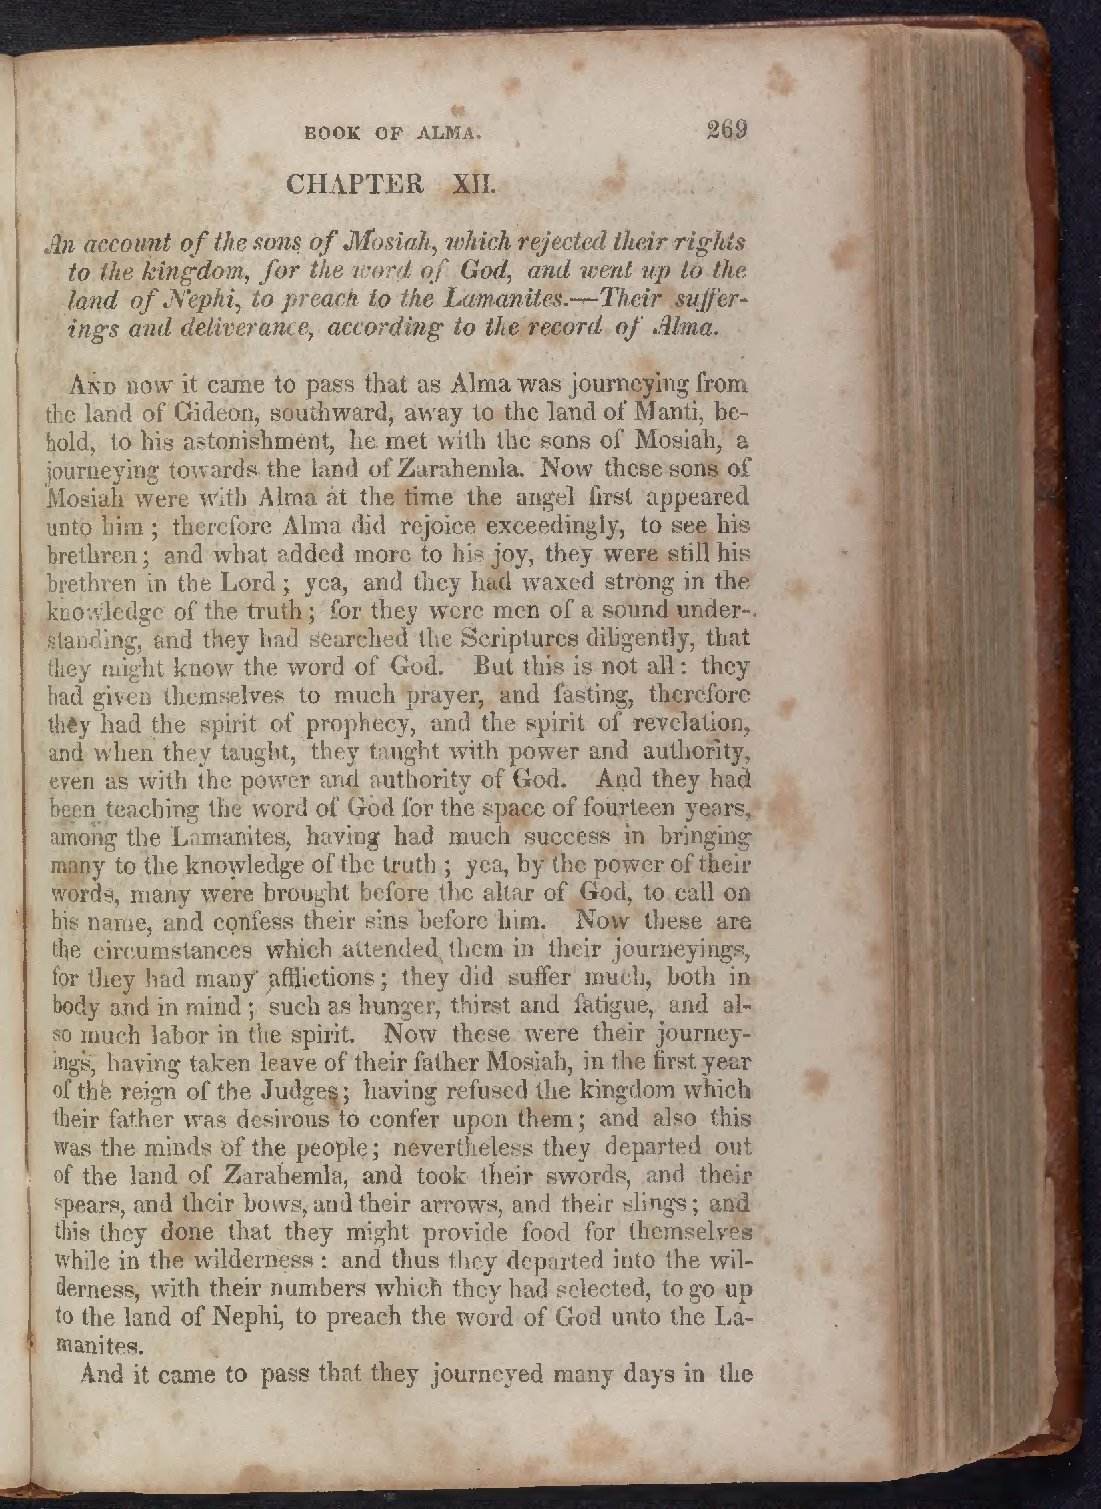 BOOK OF ALMA. 269
CHAPTER XII.
An account of the sons of Mosiah, which rejected their rights
to the kingdom, for the word of God, and went up to the
land of Nephi, to preach to the Lamanites.—Their suffer-
ings and deliverance, according to the record of Alma.
AND now it came to pass that as Alma was journeying from
the land of Gideon, southward, away to the land of Manti, be-
hold, to his astonishment, he met with the sons of Mosiah, a
journeying towards the land of Zarahemla. Now these sons of
Mosiah were with Alma at the time the angel first appeared
unto him; therefore Alma did rejoice exceedingly, to see his
brethren; and what added more to his joy, they were still his
brethren in the Lord; yea, and they had waxed strong in the
knowledge of the truth; for they were men of a sound under-
standing, and they had searched the Scriptures diligently, that
they might know the word of God. But this is not all: they
had given themselves to much prayer, and fasting, therefore
they had the spirit of prophecy, and the spirit of revelation,
and when they taught, they taught with power and authority,
even as with the power and authority of God. And they had
been teaching the word of God for the space of fourteen years,
among the Lamanites, having had much success in bringing
many to the knowledge of the truth; yea, by the power of their
words, many were brought before the altar of God, to call on
his name, and confess their sins before him. Now these are
the circumstances which attended them in their journeyings,
for they had many afflictions; they did suffer much, both in
body and in mind; such as hunger, thirst and fatigue, and al-
so much labor in the spirit. Now these were their journey-
ings, having taken leave of their father Mosiah, in the first year
of the reign of the Judges; having refused the kingdom which
their father was desirous to confer upon them; and also this
was the minds of the people; nevertheless they departed out
of the land of Zarahemla, and took their swords, and their
spears, and their bows, and their arrows, and their slings; and
this they done that they might provide food for themselves
while in the wilderness: and thus they departed into the wil-
derness, with their numbers which they had selected, to go up
to the land of Nephi, to preach the word of God unto the La-
manites.
And it came to pass that they journeyed many days in the